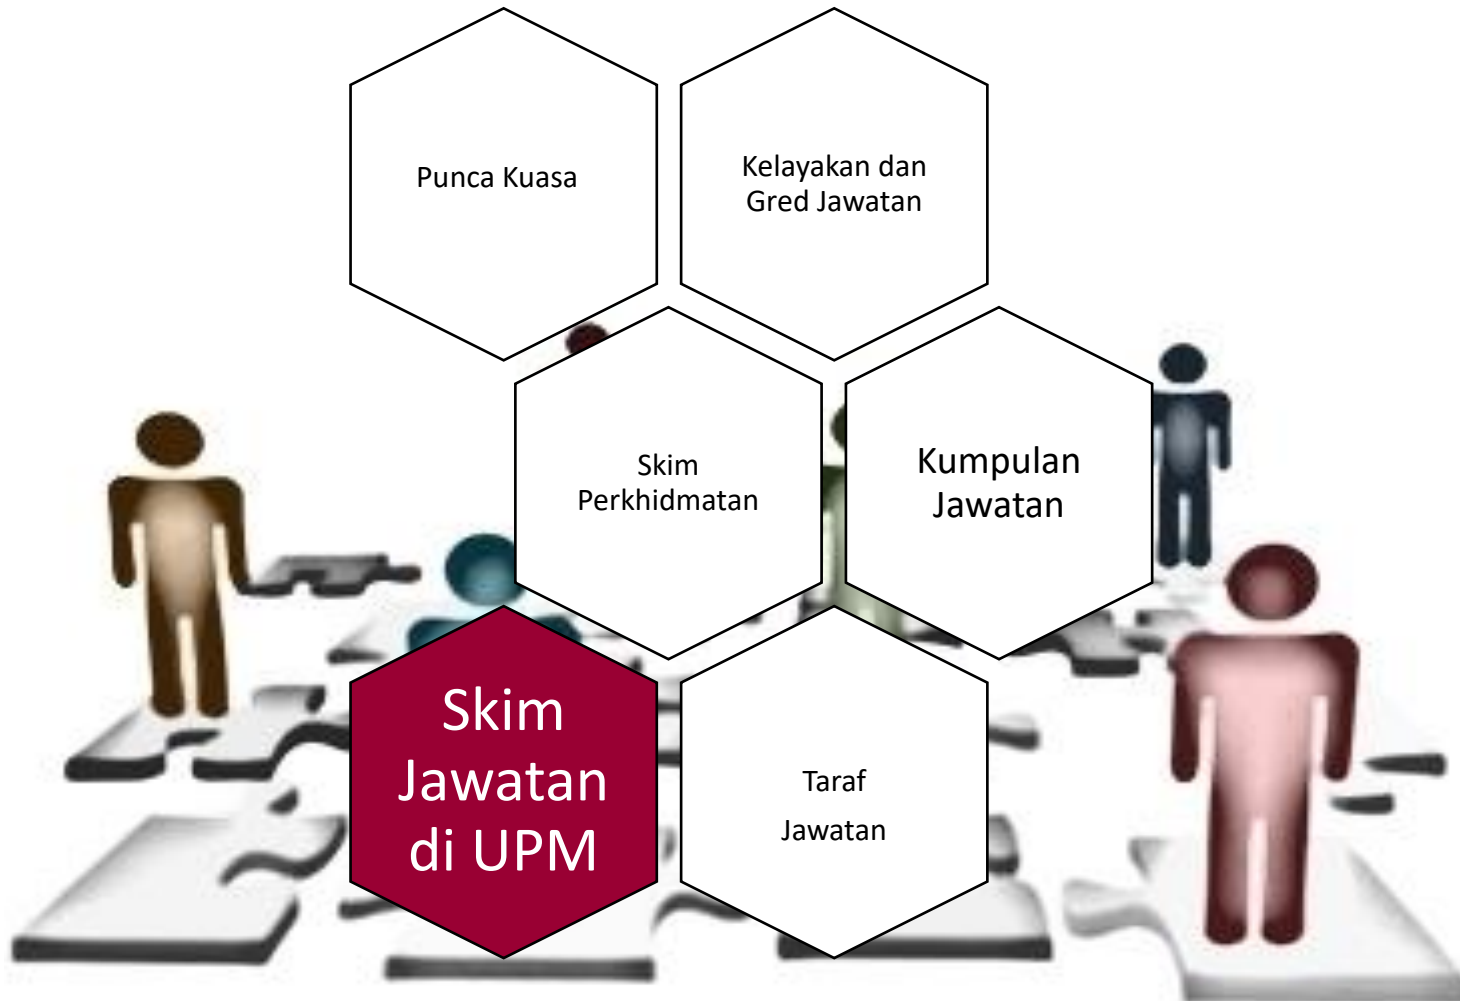 Punca Kuasa
Kelayakan dan
Gred Jawatan
Skim
Perkhidmatan
Kumpulan
Jawatan
Skim
Jawatan
di UPM
Taraf
Jawatan